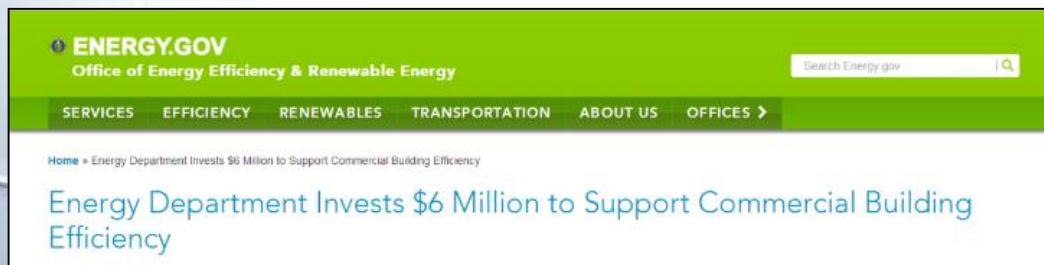 ENERGY.GOV
Office of Energy Efficiency & Renewable Energy
Search Energy.gov
SERVICES EFFICIENCY RENEWABLES TRANSPORTATION ABOUT US OFFICES >
Home » Energy Department Invests $6 Million to Support Commercial Building Efficiency
Energy Department Invests $6 Million to Support Commercial Building
Efficiency